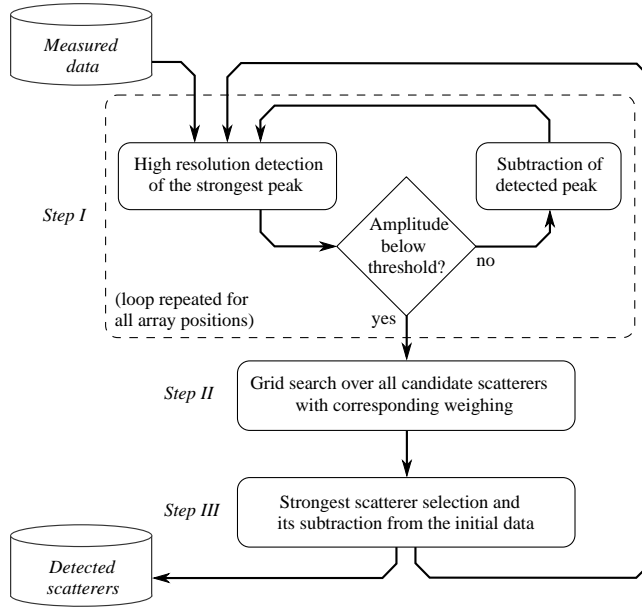 Measured
data
High resolution detection
of the strongest peak
Subtraction of
detected peak
Step I
Amplitude
below
threshold?
no
(loop repeated for
all array positions)
yes
Step II
Grid search over all candidate scatterers
with corresponding weighing
Step III
Strongest scatterer selection and
its subtraction from the initial data
Detected
scatterers